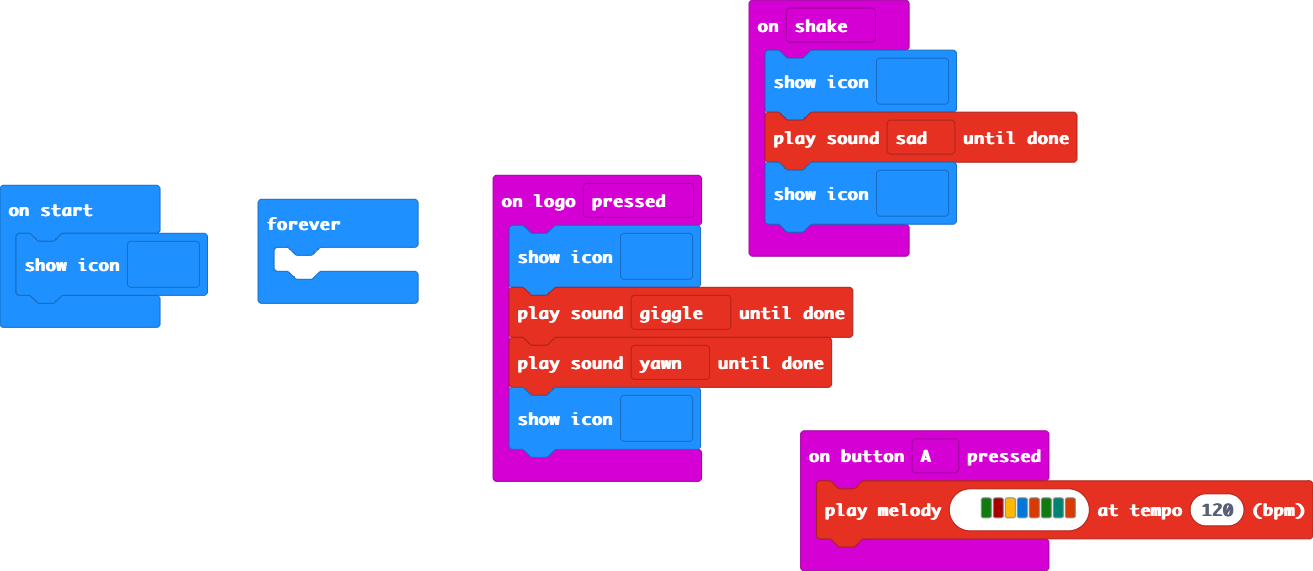 on start
show icon
forever
on logo pressed
show icon
play sound giggle until done
play sound yawn until done
show icon
on shake
show icon
play sound sad until done
show icon
on button A pressed
play melody at tempo 120 (bpm)